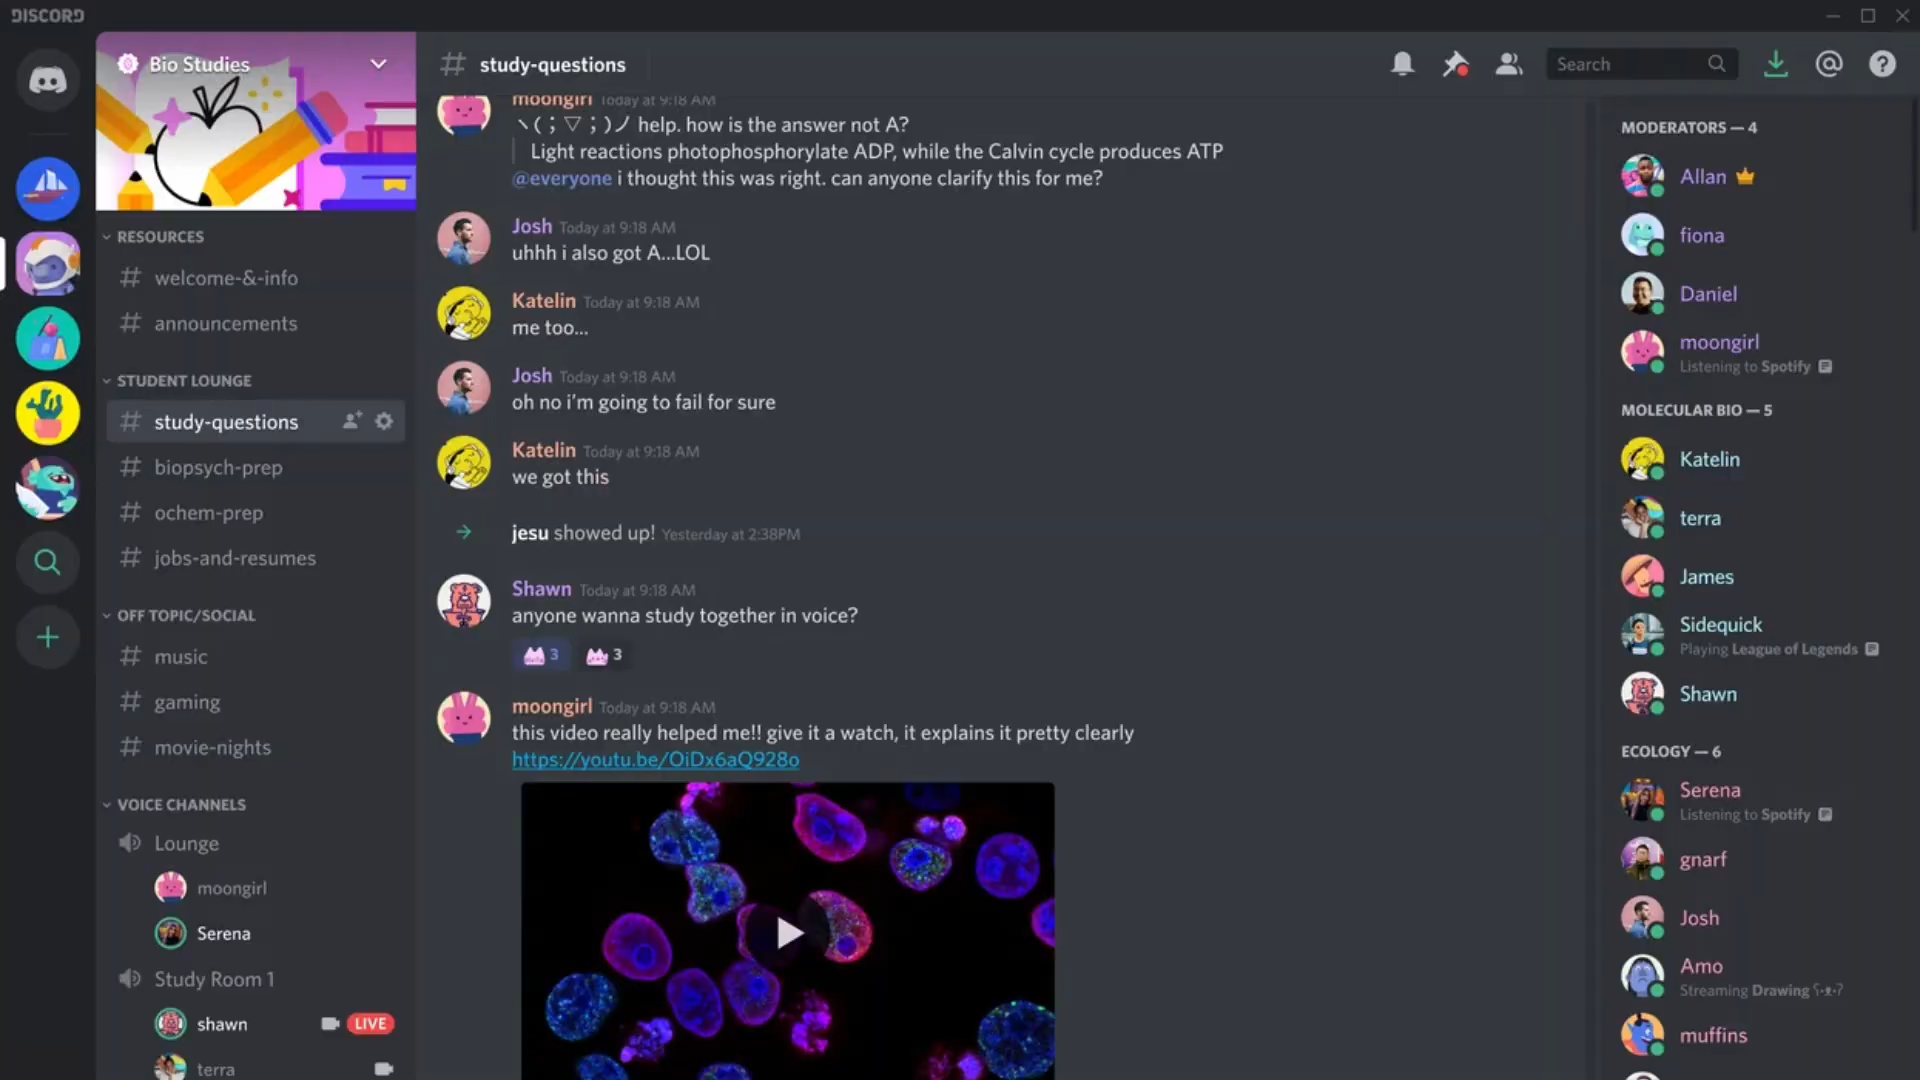 DISCORD
Bio Studies
RESOURCES
welcome-&-info
announcements
STUDENT LOUNGE
study-questions
biopsych-prep
ochem-prep
jobs-and-resumes
OFF TOPIC/SOCIAL
music
gaming
movie-nights
VOICE CHANNELS
Lounge
moongirl
Serena
Study Room 1
shawn LIVE
terra
# study-questions
Search
moongirl Today at 9:18 AM
ヽ(；▽；)ノ help. how is the answer not A?
Light reactions photophosphorylate ADP, while the Calvin cycle produces ATP
@everyone i thought this was right. can anyone clarify this for me?
Josh Today at 9:18 AM
uhhh i also got A...LOL
Katelin Today at 9:18 AM
me too...
Josh Today at 9:18 AM
oh no i'm going to fail for sure
Katelin Today at 9:18 AM
we got this
jesu showed up! Yesterday at 2:38PM
Shawn Today at 9:18 AM
anyone wanna study together in voice?
3 3
moongirl Today at 9:18 AM
this video really helped me!! give it a watch, it explains it pretty clearly
https://youtu.be/OiDx6aQ928o
MODERATORS — 4
Allan
fiona
Daniel
moongirl
Listening to Spotify
MOLECULAR BIO — 5
Katelin
terra
James
Sidequick
Playing League of Legends
Shawn
ECOLOGY — 6
Serena
Listening to Spotify
gnarf
Josh
Amo
Streaming Drawing ʕ•ᴥ•ʔ
muffins